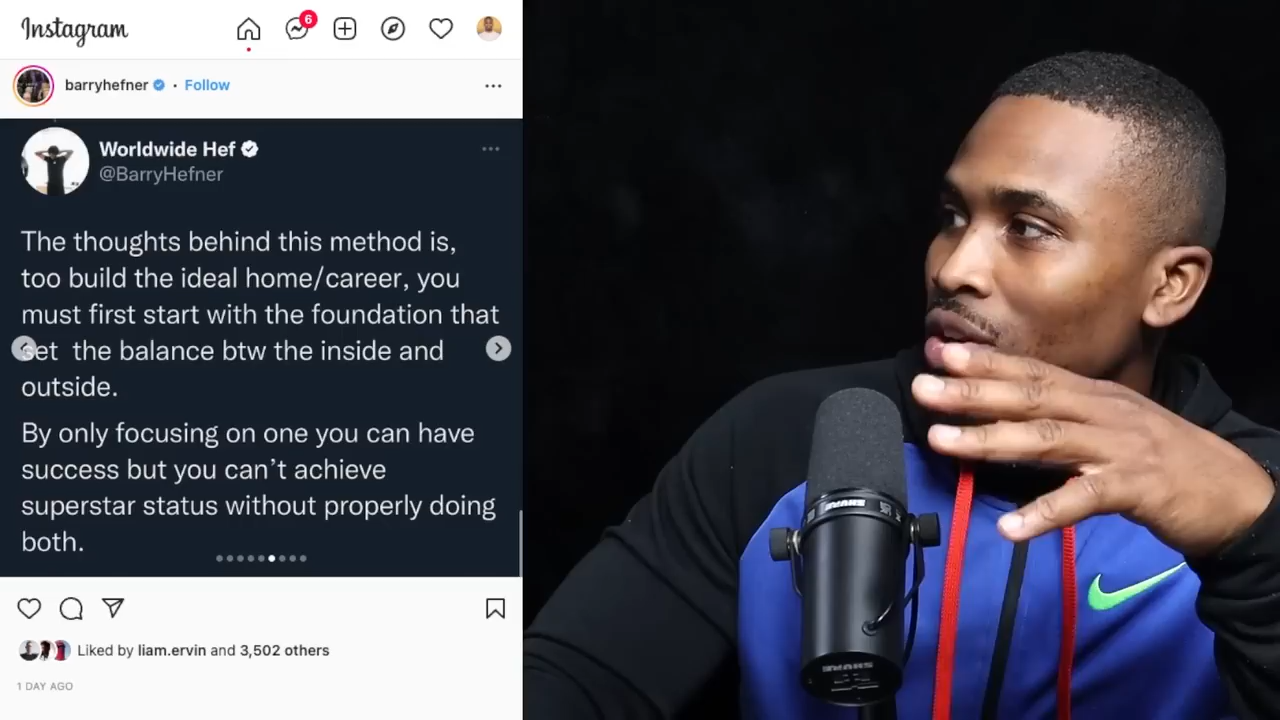 Instagram
6
barryhefner • Follow
Worldwide Hef
@BarryHefner
The thoughts behind this method is,
too build the ideal home/career, you
must first start with the foundation that
set the balance btw the inside and
outside.
By only focusing on one you can have
success but you can't achieve
superstar status without properly doing
both.
Liked by liam.ervin and 3,502 others
1 DAY AGO
SHURE
SHURE